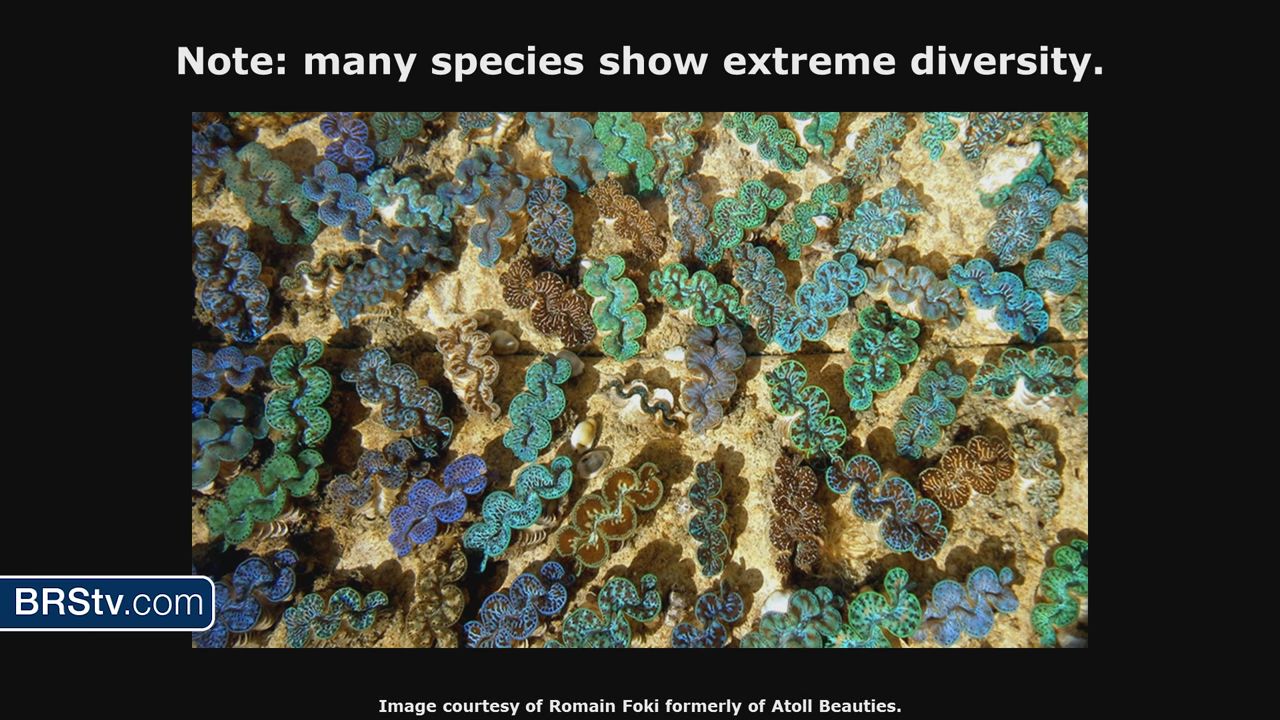 Note: many species show extreme diversity.
BRStv.com
Image courtesy of Romain Foki formerly of Atoll Beauties.